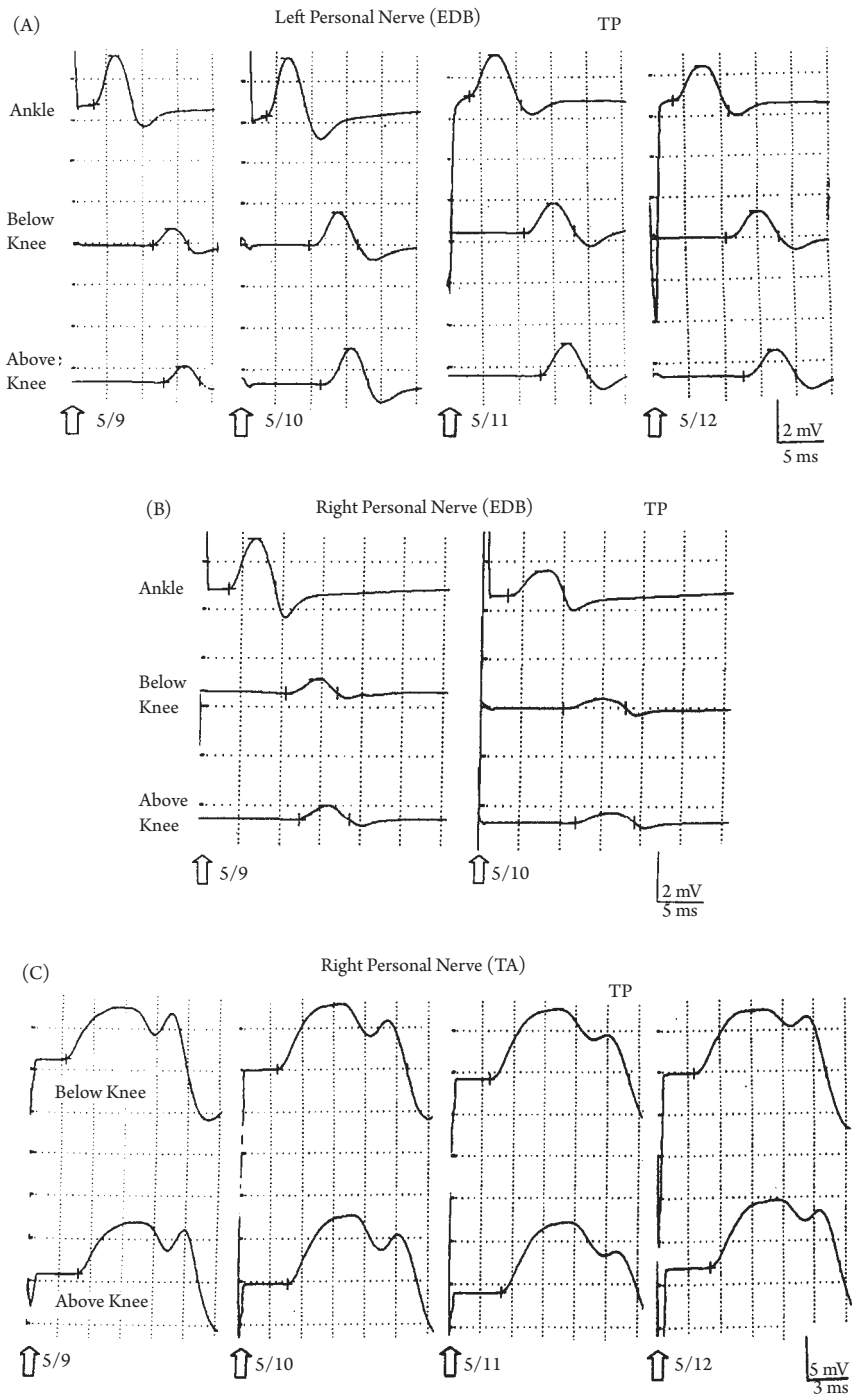 (A) Left Personal Nerve (EDB) TP
Ankle
Below
Knee
Above :
Knee
5/9 5/10 5/11 5/12
2 mV
5 ms
(B) Right Personal Nerve (EDB) TP
Ankle
Below
Knee
Above
Knee
5/9 5/10
2 mV
5 ms
(C) Right Personal Nerve (TA)
TP
Below Knee
Above Knee
5/9 5/10 5/11 5/12
5 mV
3 ms